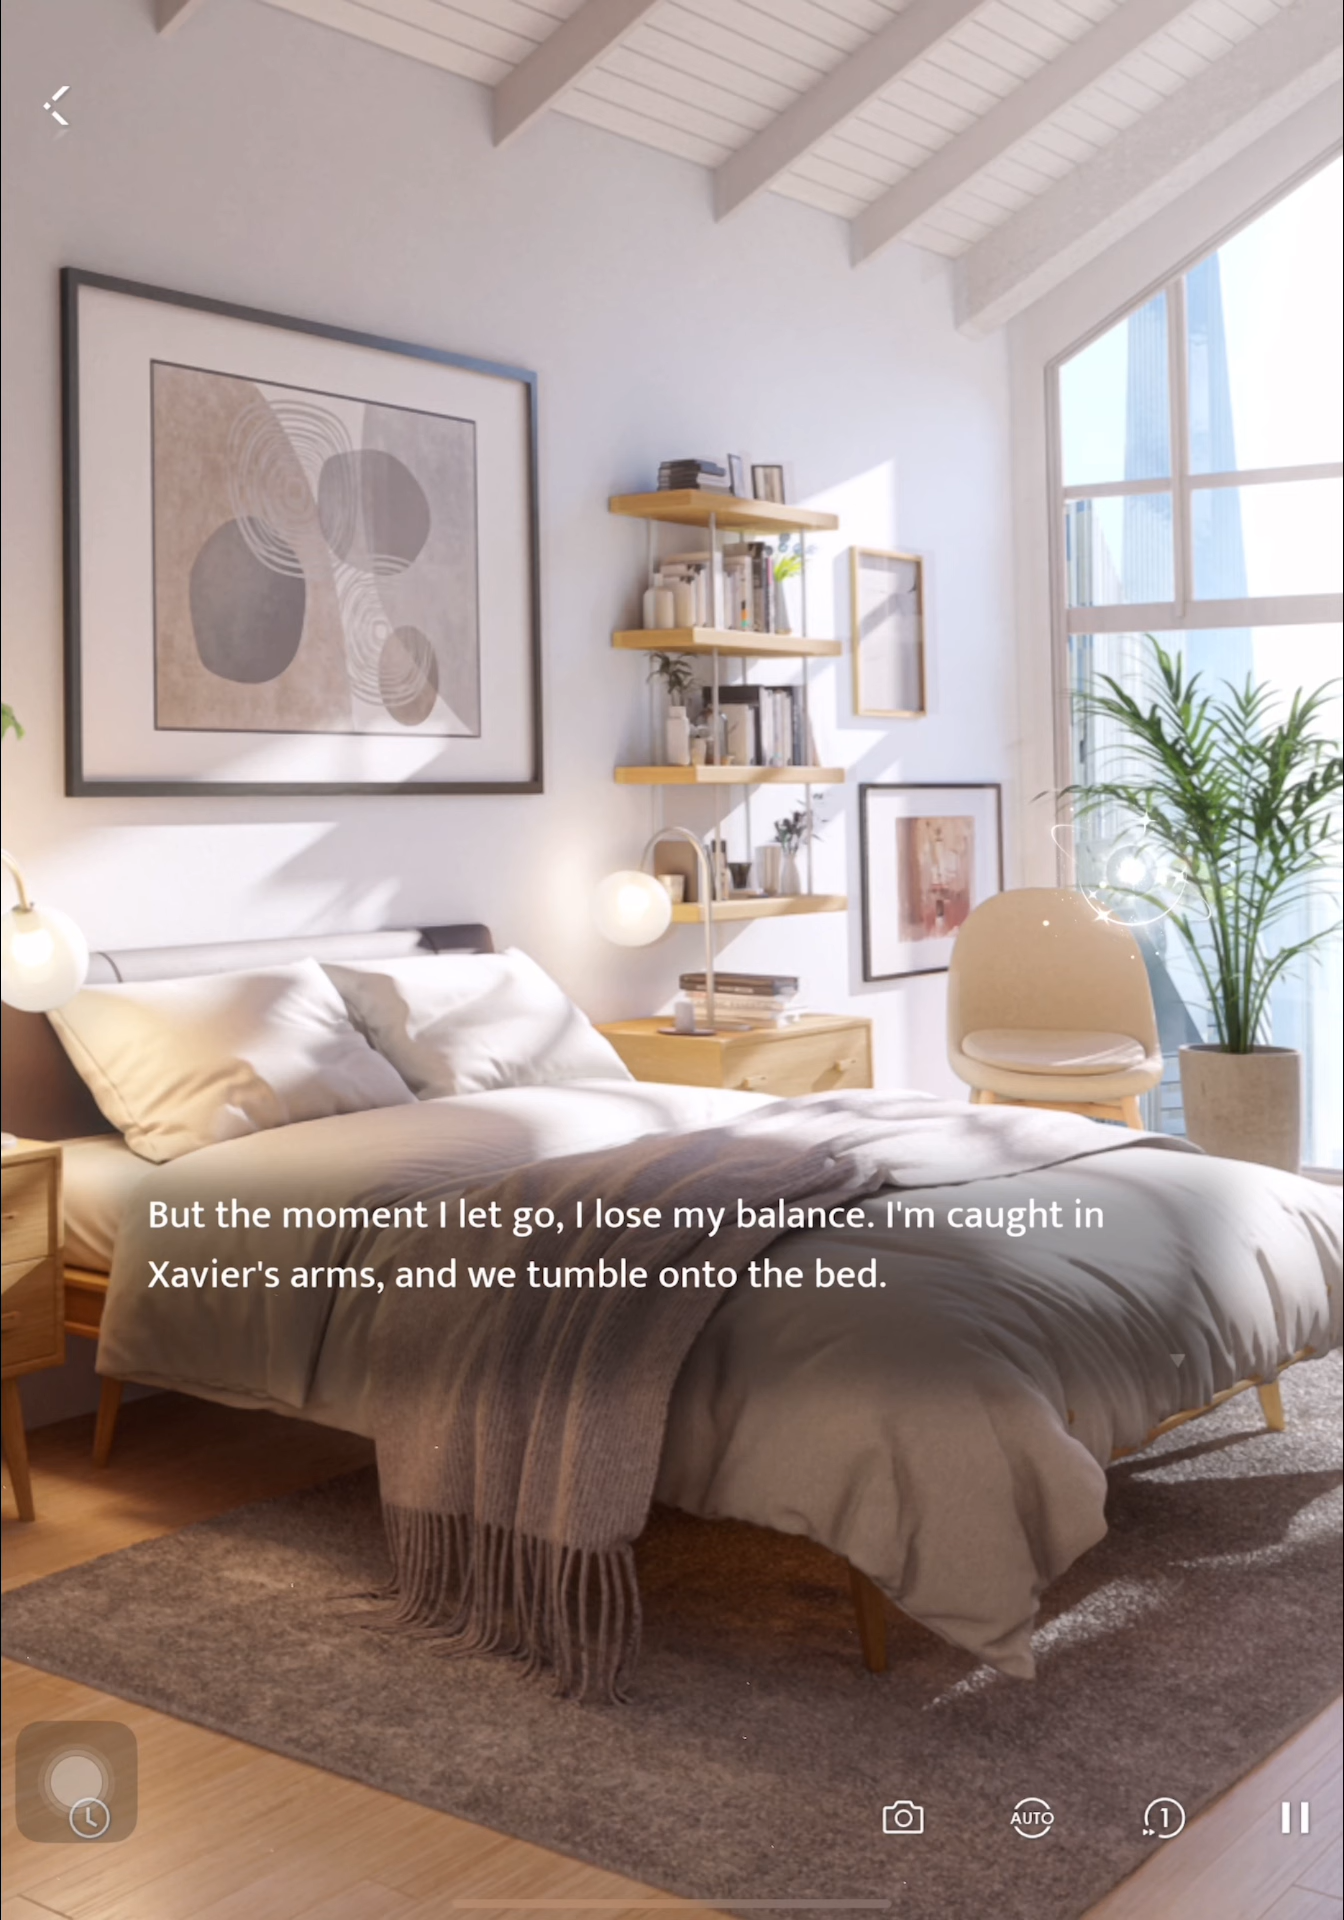 But the moment I let go, I lose my balance. I'm caught in
Xavier's arms, and we tumble onto the bed.
AUTO
1